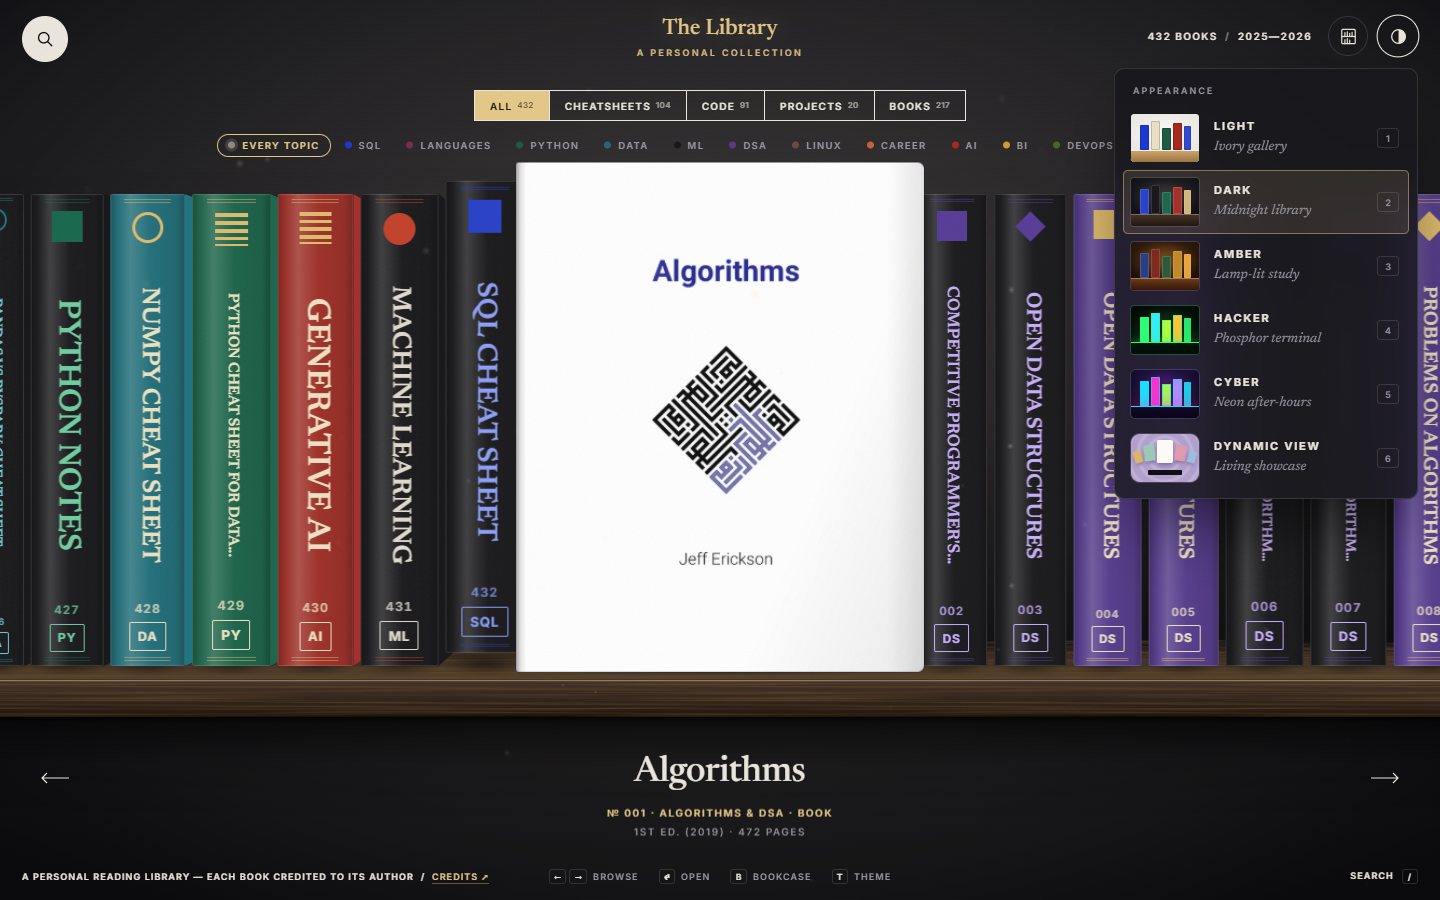 The Library
A PERSONAL COLLECTION
432 BOOKS / 2025—2026
ALL 432
CHEATSHEETS 104
CODE 91
PROJECTS 20
BOOKS 217
EVERY TOPIC
SQL
LANGUAGES
PYTHON
DATA
ML
DSA
LINUX
CAREER
AI
BI
DEVOPS
APPEARANCE
LIGHT
Ivory gallery
1
DARK
Midnight library
2
AMBER
Lamp-lit study
3
HACKER
Phosphor terminal
4
CYBER
Neon after-hours
5
DYNAMIC VIEW
Living showcase
6
PYTHON NOTES
427
PY
NUMPY CHEAT SHEET
428
DA
PYTHON CHEAT SHEET FOR DATA...
429
PY
GENERATIVE AI
430
AI
MACHINE LEARNING
431
ML
SQL CHEAT SHEET
432
SQL
Algorithms
Jeff Erickson
COMPETITIVE PROGRAMMER'S...
002
DS
OPEN DATA STRUCTURES
003
DS
OPEN DATA STRUCTURES
004
DS
005
DS
006
DS
007
DS
PROBLEMS ON ALGORITHMS
008
DS
Algorithms
№ 001 · ALGORITHMS & DSA · BOOK
1ST ED. (2019) · 472 PAGES
A PERSONAL READING LIBRARY — EACH BOOK CREDITED TO ITS AUTHOR / CREDITS ↗
← → BROWSE
OPEN
B BOOKCASE
T THEME
SEARCH /